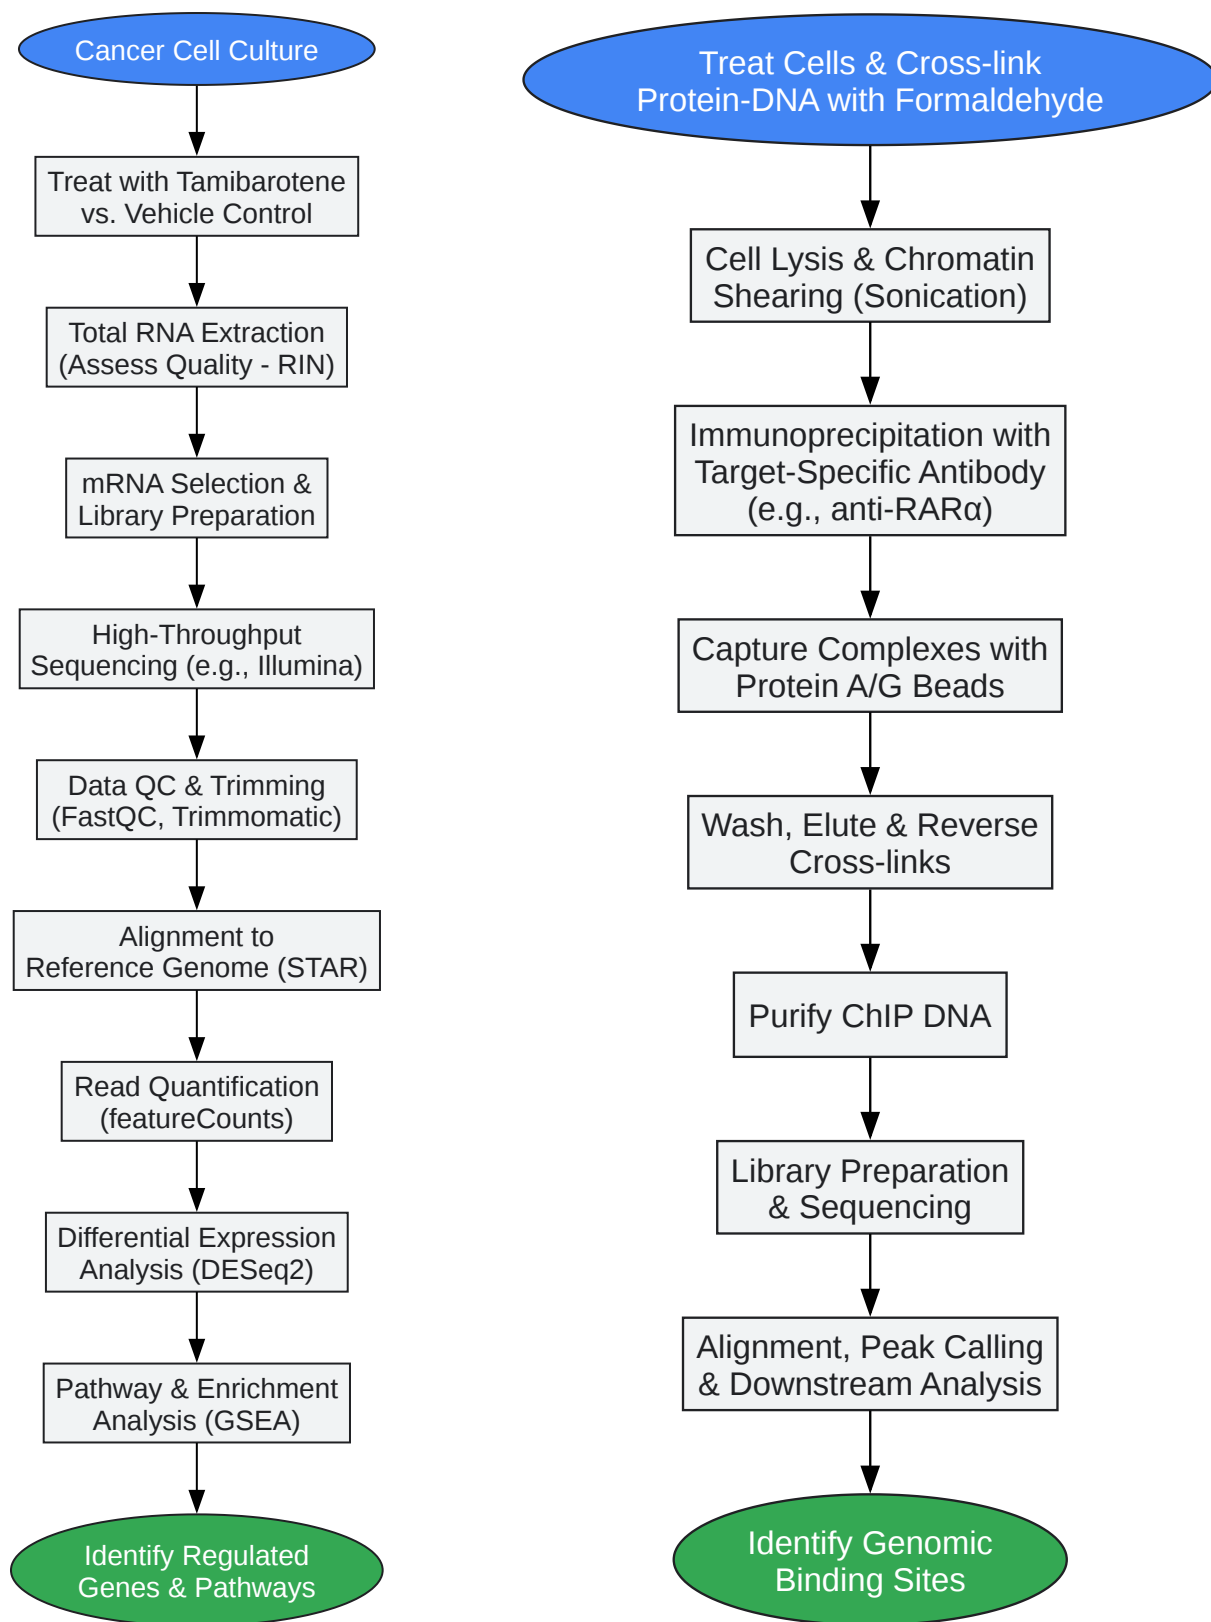 Cancer Cell Culture
Treat with Tamibarotene
vs. Vehicle Control
Total RNA Extraction
(Assess Quality - RIN)
mRNA Selection &
Library Preparation
High-Throughput
Sequencing (e.g., Illumina)
Data QC & Trimming
(FastQC, Trimmomatic)
Alignment to
Reference Genome (STAR)
Read Quantification
(featureCounts)
Differential Expression
Analysis (DESeq2)
Pathway & Enrichment
Analysis (GSEA)
Identify Regulated
Genes & Pathways
Treat Cells & Cross-link
Protein-DNA with Formaldehyde
Cell Lysis & Chromatin
Shearing (Sonication)
Immunoprecipitation with
Target-Specific Antibody
(e.g., anti-RARα)
Capture Complexes with
Protein A/G Beads
Wash, Elute & Reverse
Cross-links
Purify ChIP DNA
Library Preparation
& Sequencing
Alignment, Peak Calling
& Downstream Analysis
Identify Genomic
Binding Sites